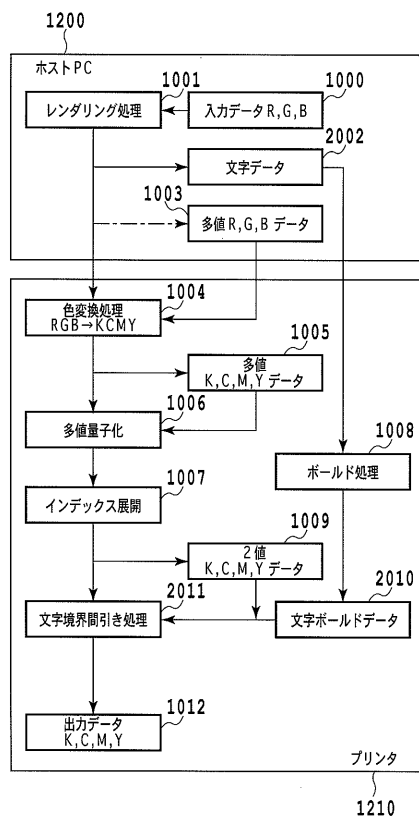 1200
ホストPC
1001
1000
レンダリング処理
入力データ R,G,B
2002
文字データ
1003
多値 R,G,B データ
1004
色変換処理
RGB→KCMY
1005
多値
K,C,M,Y データ
1006
多値量子化
1008
ボールド処理
1007
インデックス展開
1009
2値
K,C,M,Y データ
2011
2010
文字境界間引き処理
文字ボールドデータ
1012
出力データ
K,C,M,Y
プリンタ
1210